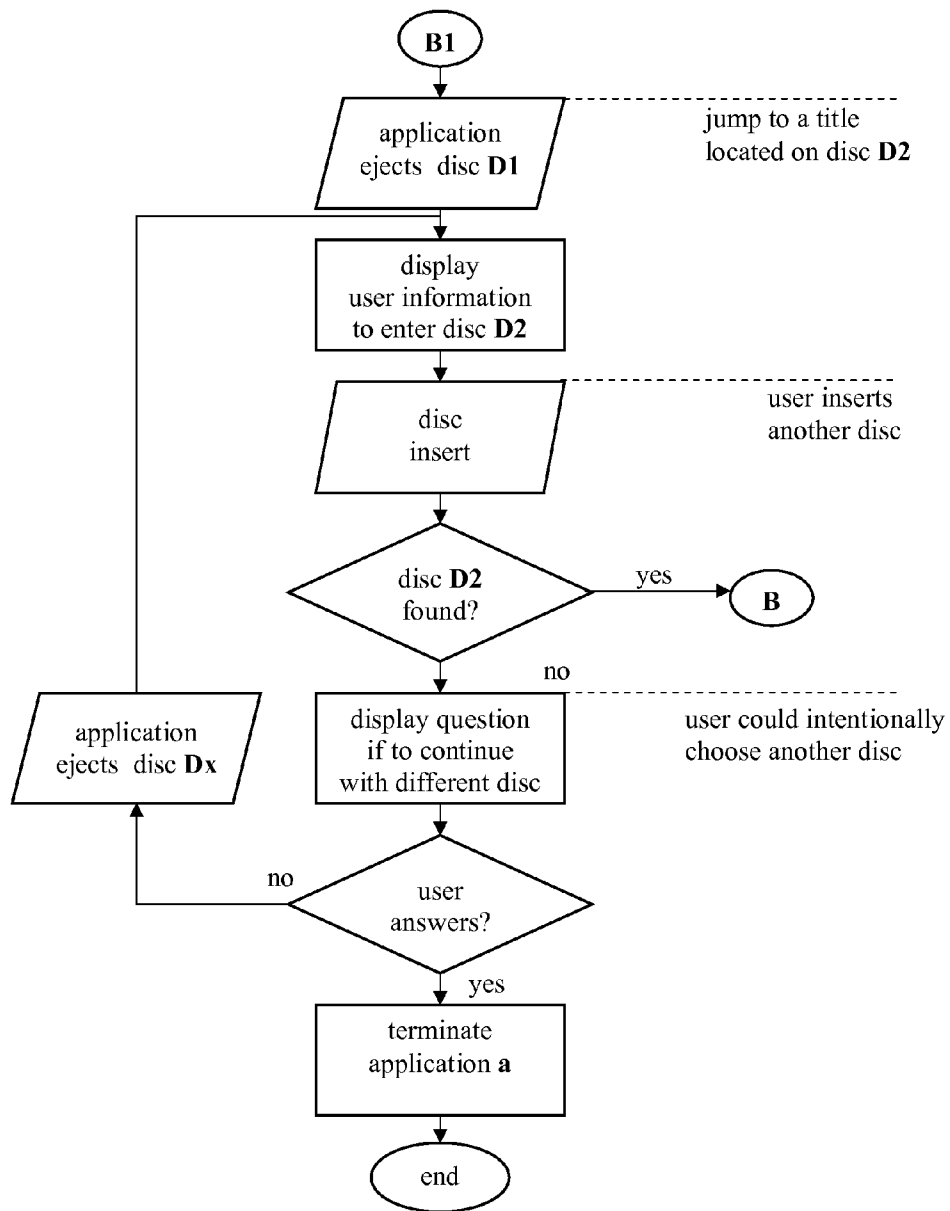 B1
application
ejects disc D1
jump to a title
located on disc D2
display
user information
to enter disc D2
disc
insert
user inserts
another disc
disc D2
found?
yes
B
no
application
ejects disc Dx
display question
if to continue
with different disc
user could intentionally
choose another disc
no
user
answers?
yes
terminate
application a
end